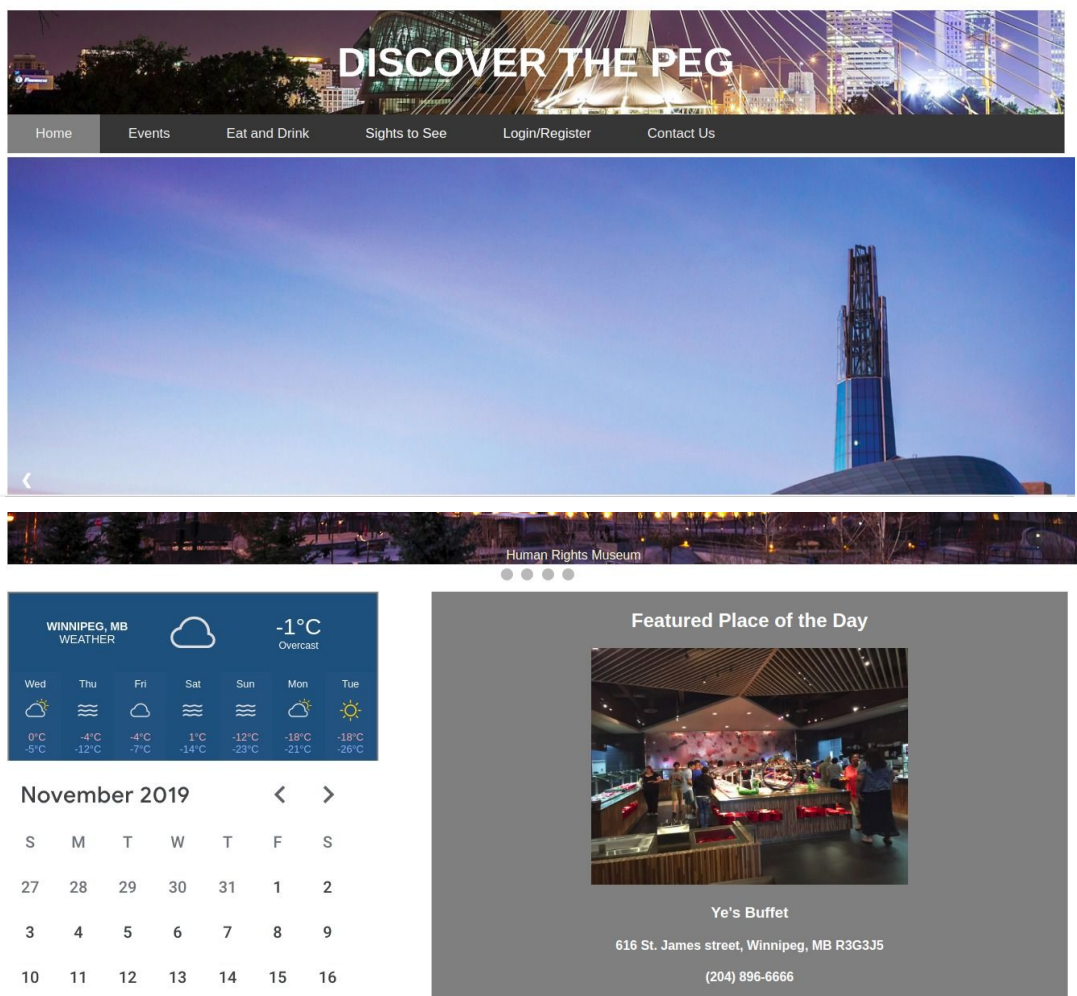 DISCOVER THE PEG
Home Events Eat and Drink Sights to See Login/Register Contact Us
❮
Human Rights Museum
WINNIPEG, MB
WEATHER
-1°C
Overcast
Wed Thu Fri Sat Sun Mon Tue
0°C -4°C -4°C 1°C -12°C -18°C -18°C
-5°C -12°C -7°C -14°C -23°C -21°C -26°C
November 2019
S M T W T F S
27 28 29 30 31 1 2
3 4 5 6 7 8 9
10 11 12 13 14 15 16
Featured Place of the Day
Ye's Buffet
616 St. James street, Winnipeg, MB R3G3J5
(204) 896-6666